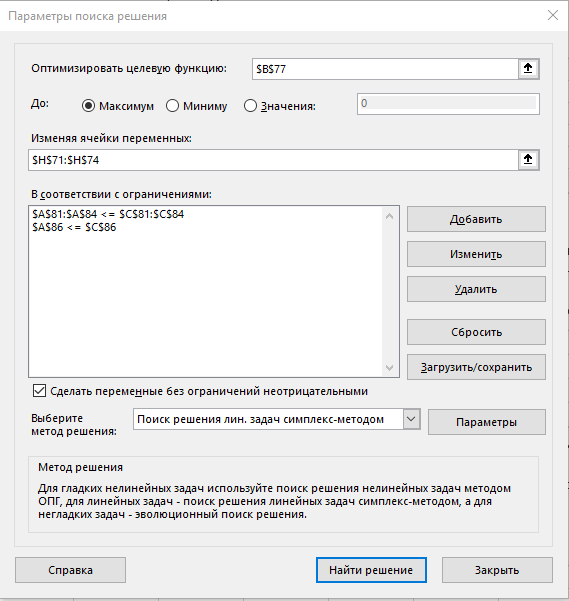 Параметры поиска решения
Оптимизировать целевую функцию:
$B$77
До:
Максимум
Миниму
Значения:
0
Изменяя ячейки переменных:
$H$71:$H$74
В соответствии с ограничениями:
$A$81:$A$84 <= $C$81:$C$84
$A$86 <= $C$86
Добавить
Изменить
Удалить
Сбросить
Загрузить/сохранить
Сделать переменные без ограничений неотрицательными
Выберите
метод решения:
Поиск решения лин. задач симплекс-методом
Параметры
Метод решения
Для гладких нелинейных задач используйте поиск решения нелинейных задач методом
ОПГ, для линейных задач - поиск решения линейных задач симплекс-методом, а для
негладких задач - эволюционный поиск решения.
Справка
Найти решение
Закрыть